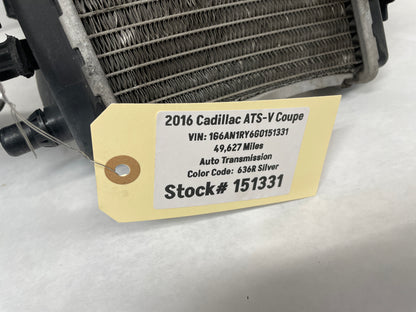 2016 Cadillac ATS-V Coupe
VIN: 1G6AN1RY6G0151331
49,627 Miles
Auto Transmission
Color Code: 636R Silver
Stock# 151331